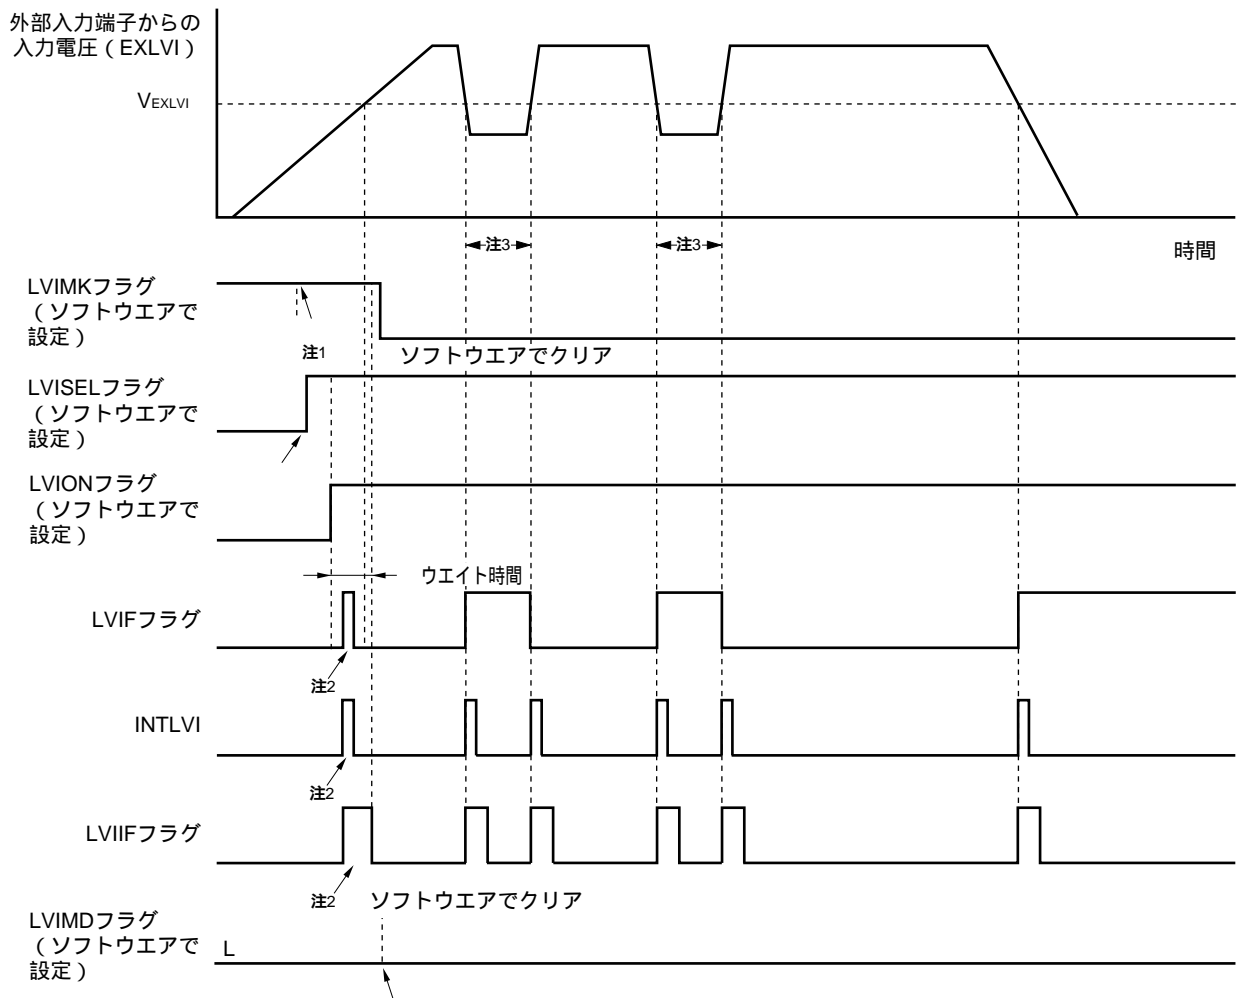 外部入力端子からの
入力電圧（EXLVI）
VEXLVI
注3
注3
時間
LVIMKフラグ
（ソフトウエアで
設定）
注1
ソフトウエアでクリア
LVISELフラグ
（ソフトウエアで
設定）
LVIONフラグ
（ソフトウエアで
設定）
ウエイト時間
LVIFフラグ
注2
INTLVI
注2
LVIIFフラグ
注2
ソフトウエアでクリア
LVIMDフラグ
（ソフトウエアで
設定）
L